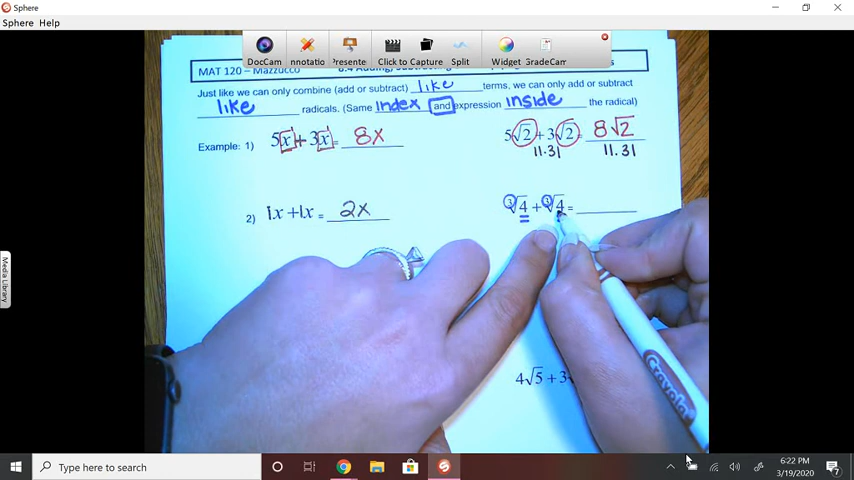 Sphere
Sphere Help
DocCam
nnotatio
Presente
Click to Capture
Split
Widget
GradeCam
MAT 120 – Mazzucco
Just like we can only combine (add or subtract) like terms, we can only add or subtract
like radicals. (Same index and expression inside the radical)
Example: 1) 5x + 3x = 8x 5√2 + 3√2 = 8√2
11.31 11.31
2) 1x + 1x = 2x ³√4 + ³√4 =
4√5 + 3
Media Library
Type here to search
6:22 PM
3/19/2020